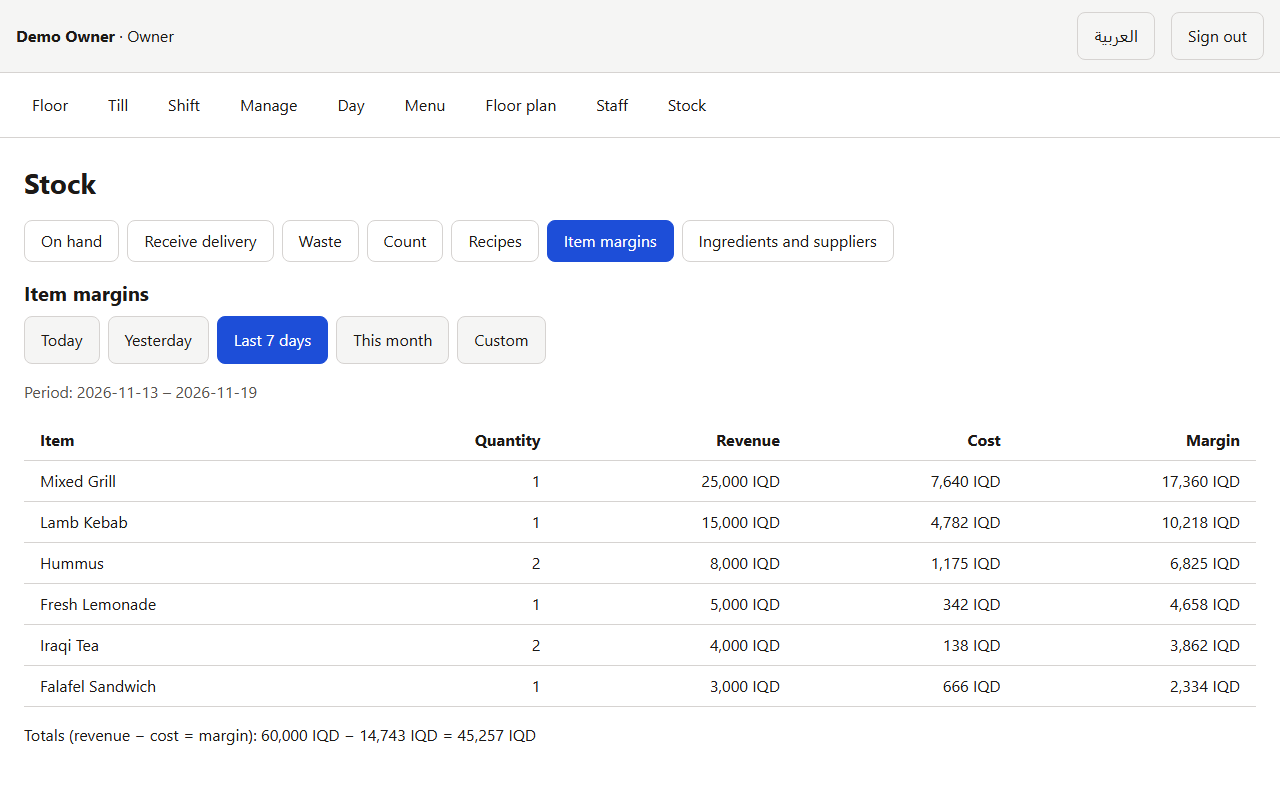 Demo Owner · Owner
العربية
Sign out
Floor Till Shift Manage Day Menu Floor plan Staff Stock
Stock
On hand Receive delivery Waste Count Recipes Item margins Ingredients and suppliers
Item margins
Today Yesterday Last 7 days This month Custom
Period: 2026-11-13 – 2026-11-19
Item Quantity Revenue Cost Margin
Mixed Grill 1 25,000 IQD 7,640 IQD 17,360 IQD
Lamb Kebab 1 15,000 IQD 4,782 IQD 10,218 IQD
Hummus 2 8,000 IQD 1,175 IQD 6,825 IQD
Fresh Lemonade 1 5,000 IQD 342 IQD 4,658 IQD
Iraqi Tea 2 4,000 IQD 138 IQD 3,862 IQD
Falafel Sandwich 1 3,000 IQD 666 IQD 2,334 IQD
Totals (revenue − cost = margin): 60,000 IQD − 14,743 IQD = 45,257 IQD